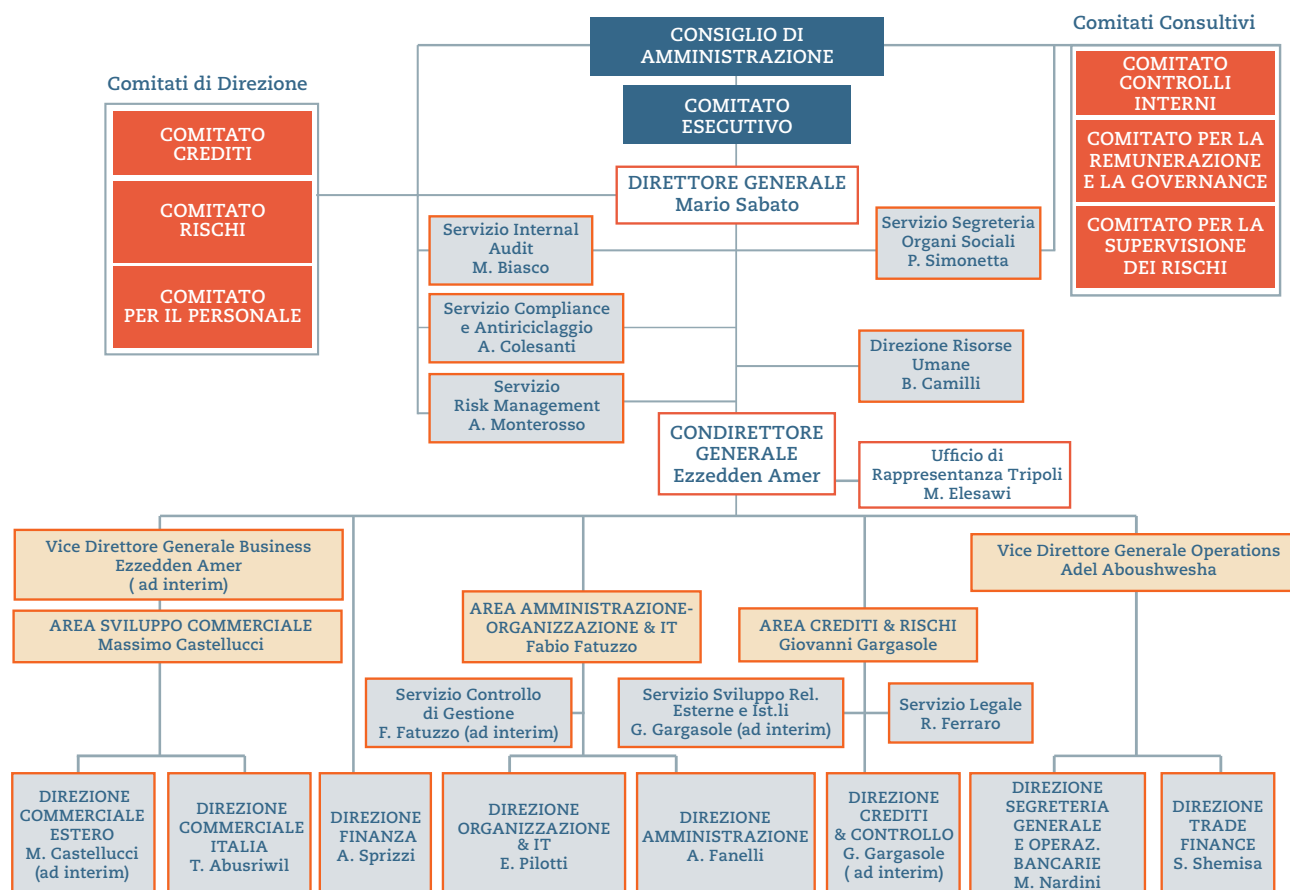 CONSIGLIO DI
AMMINISTRAZIONE
Comitati Consultivi
COMITATO
ESECUTIVO
Comitati di Direzione
COMITATO
CREDITI
COMITATO
RISCHI
COMITATO
PER IL PERSONALE
COMITATO
CONTROLLI
INTERNI
COMITATO PER LA
REMUNERAZIONE
E LA GOVERNANCE
COMITATO PER LA
SUPERVISIONE
DEI RISCHI
DIRETTORE GENERALE
Mario Sabato
Servizio Internal
Audit
M. Biasco
Servizio Segreteria
Organi Sociali
P. Simonetta
Servizio Compliance
e Antiriciclaggio
A. Colesanti
Direzione Risorse
Umane
B. Camilli
Servizio
Risk Management
A. Monterosso
CONDIRETTORE
GENERALE
Ezzedden Amer
Ufficio di
Rappresentanza Tripoli
M. Elesawi
Vice Direttore Generale Business
Ezzedden Amer
( ad interim)
Vice Direttore Generale Operations
Adel Aboushwesha
AREA SVILUPPO COMMERCIALE
Massimo Castellucci
AREA AMMINISTRAZIONE-
ORGANIZZAZIONE & IT
Fabio Fatuzzo
AREA CREDITI & RISCHI
Giovanni Gargasole
Servizio Controllo
di Gestione
F. Fatuzzo (ad interim)
Servizio Sviluppo Rel.
Esterne e Ist.li
G. Gargasole (ad interim)
Servizio Legale
R. Ferraro
DIREZIONE
COMMERCIALE
ESTERO
M. Castellucci
(ad interim)
DIREZIONE
COMMERCIALE
ITALIA
T. Abusriwil
DIREZIONE
FINANZA
A. Sprizzi
DIREZIONE
ORGANIZZAZIONE
& IT
E. Pilotti
DIREZIONE
AMMINISTRAZIONE
A. Fanelli
DIREZIONE
CREDITI
& CONTROLLO
G. Gargasole
( ad interim)
DIREZIONE
SEGRETERIA
GENERALE
E OPERAZ.
BANCARIE
M. Nardini
DIREZIONE
TRADE
FINANCE
S. Shemisa